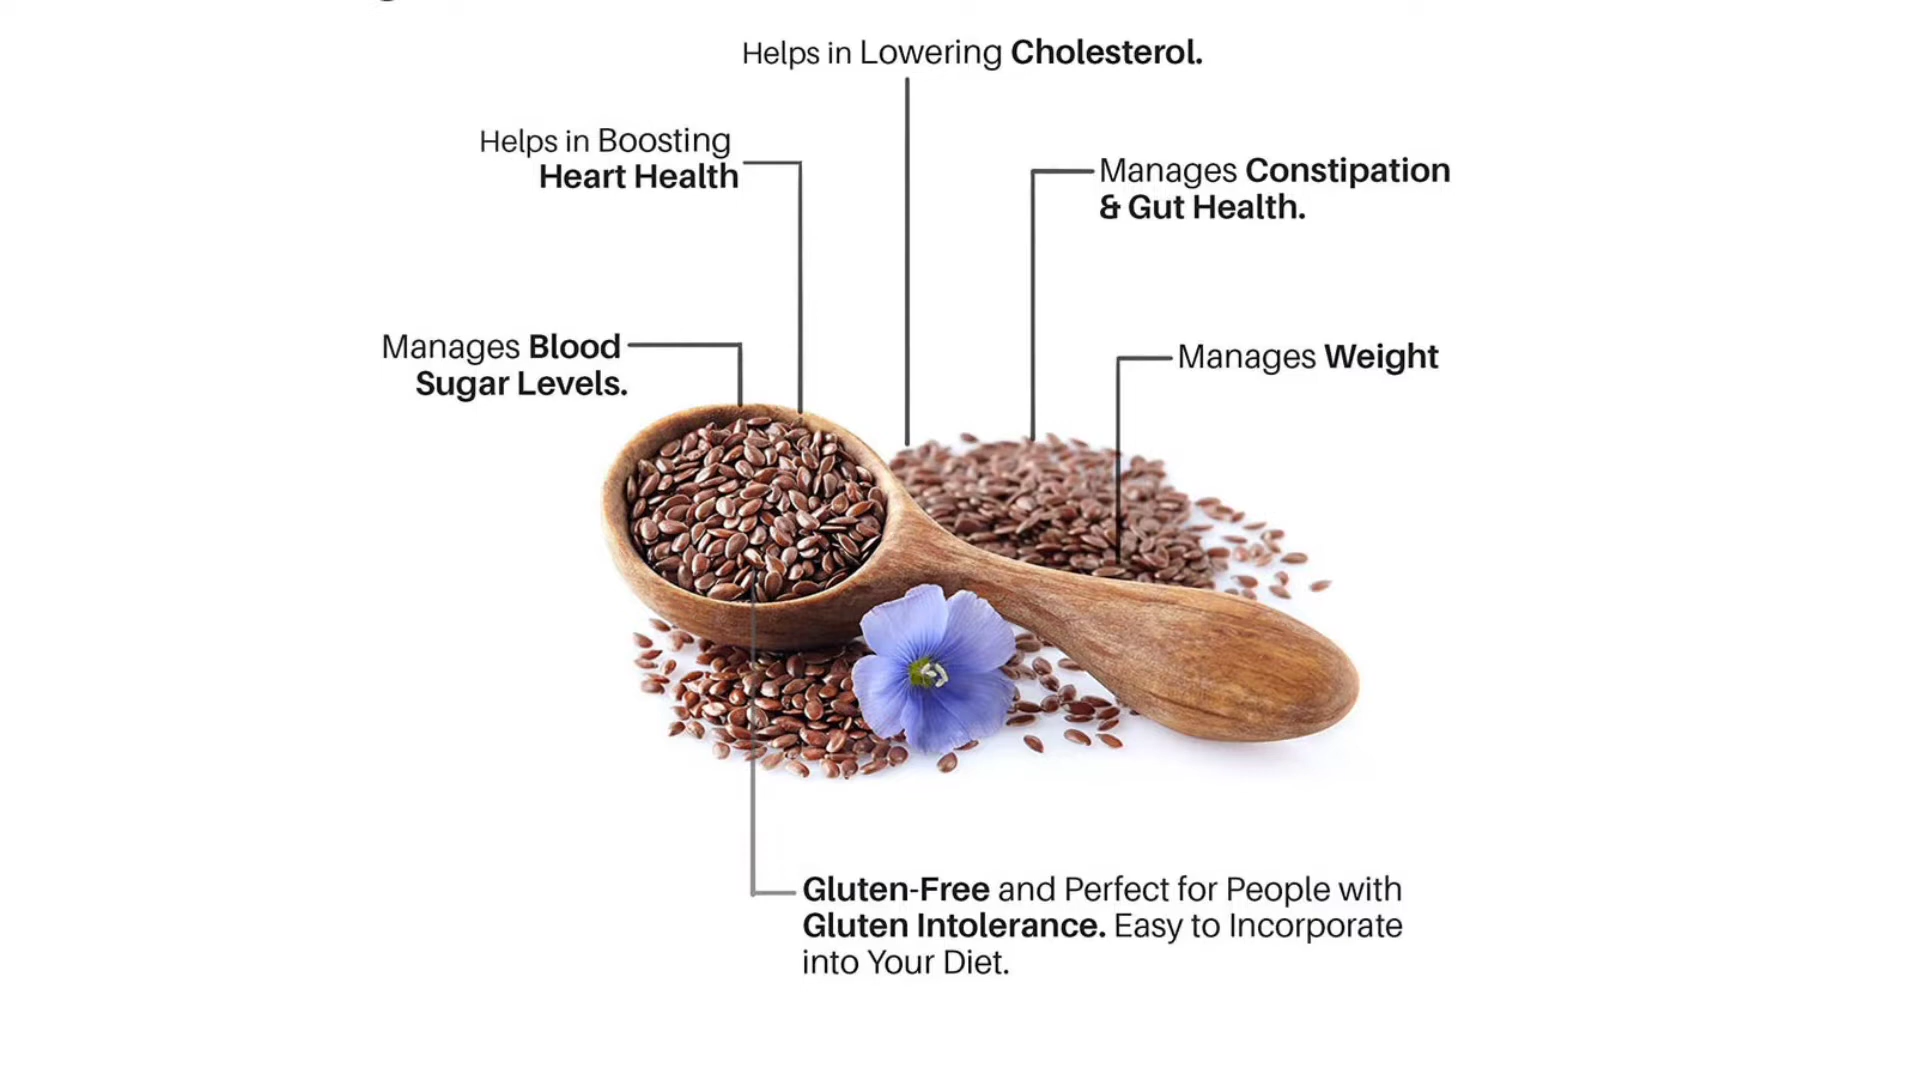 Helps in Lowering Cholesterol.
Helps in Boosting
Heart Health
Manages Constipation
& Gut Health.
Manages Blood
Sugar Levels.
Manages Weight
Gluten-Free and Perfect for People with
Gluten Intolerance. Easy to Incorporate
into Your Diet.